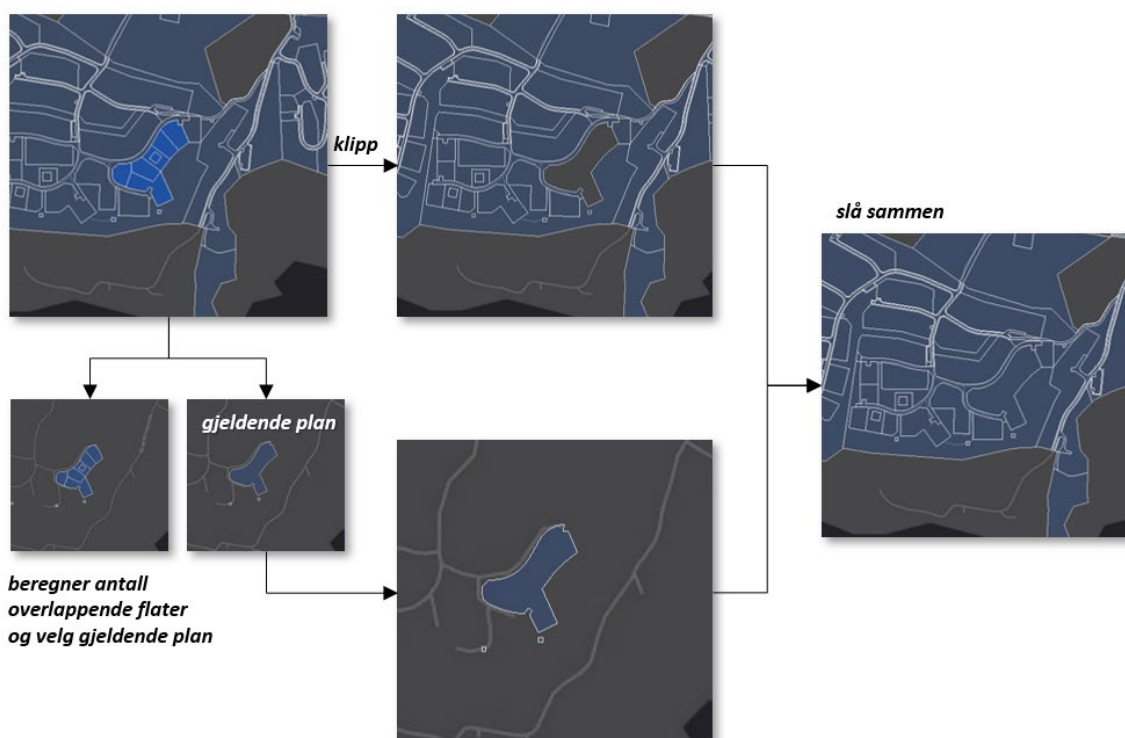 klipp
slå sammen
gjeldende plan
beregner antall
overlappende flater
og velg gjeldende plan